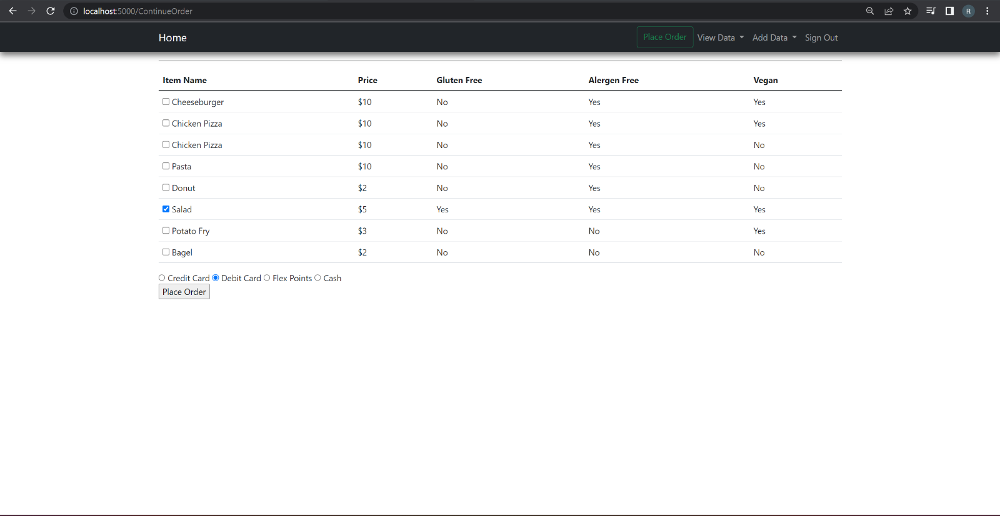 localhost:5000/ContinueOrder
R
Home Place Order View Data Add Data Sign Out
Item Name Price Gluten Free Alergen Free Vegan
Cheeseburger $10 No Yes Yes
Chicken Pizza $10 No Yes Yes
Chicken Pizza $10 No Yes No
Pasta $10 No Yes No
Donut $2 No Yes No
Salad $5 Yes Yes Yes
Potato Fry $3 No No Yes
Bagel $2 No No No
Credit Card Debit Card Flex Points Cash
Place Order